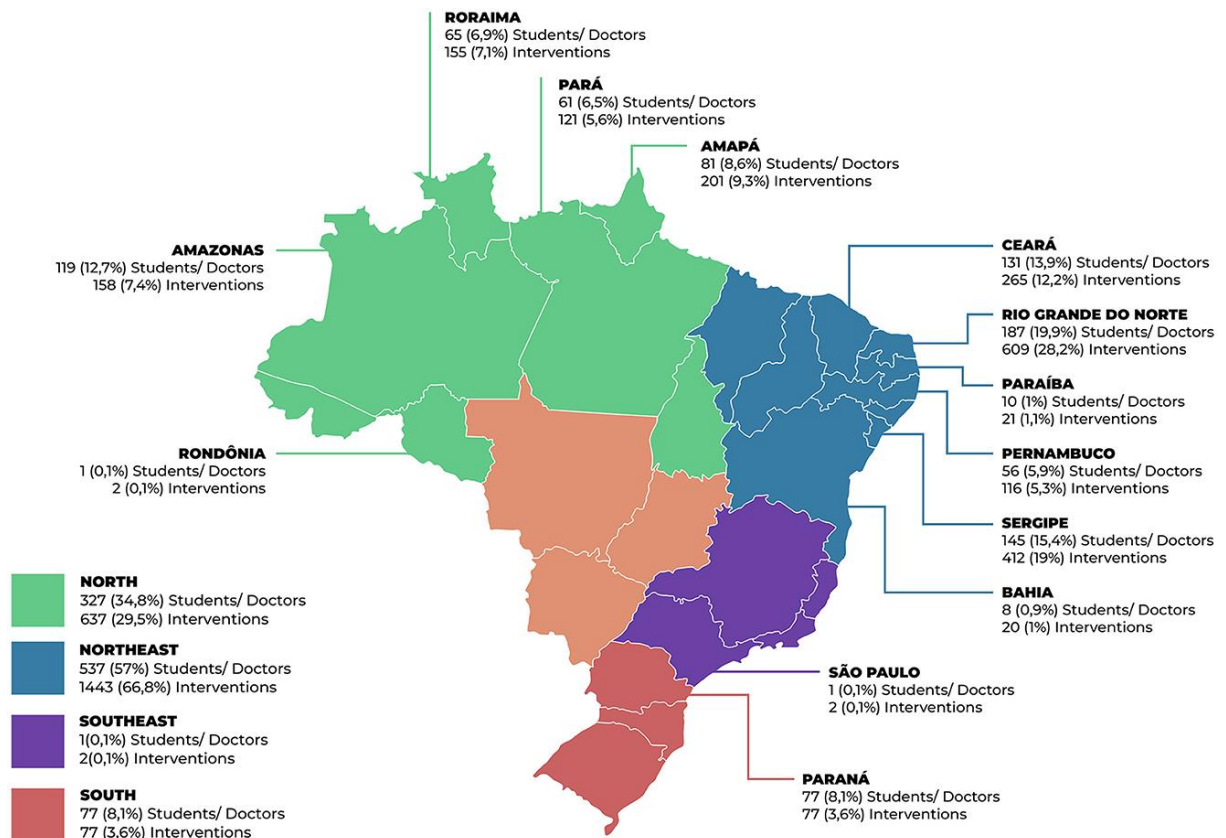 RORAIMA
65 (6,9%) Students/ Doctors
155 (7,1%) Interventions
PARÁ
61 (6,5%) Students/ Doctors
121 (5,6%) Interventions
AMAPÁ
81 (8,6%) Students/ Doctors
201 (9,3%) Interventions
AMAZONAS
119 (12,7%) Students/ Doctors
158 (7,4%) Interventions
RONDÔNIA
1 (0,1%) Students/ Doctors
2 (0,1%) Interventions
CEARÁ
131 (13,9%) Students/ Doctors
265 (12,2%) Interventions
RIO GRANDE DO NORTE
187 (19,9%) Students/ Doctors
609 (28,2%) Interventions
PARAÍBA
10 (1%) Students/ Doctors
21 (1,1%) Interventions
PERNAMBUCO
56 (5,9%) Students/ Doctors
116 (5,3%) Interventions
SERGIPE
145 (15,4%) Students/ Doctors
412 (19%) Interventions
BAHIA
8 (0,9%) Students/ Doctors
20 (1%) Interventions
SÃO PAULO
1 (0,1%) Students/ Doctors
2 (0,1%) Interventions
PARANÁ
77 (8,1%) Students/ Doctors
77 (3,6%) Interventions
NORTH
327 (34,8%) Students/ Doctors
637 (29,5%) Interventions
NORTHEAST
537 (57%) Students/ Doctors
1443 (66,8%) Interventions
SOUTHEAST
1(0,1%) Students/ Doctors
2(0,1%) Interventions
SOUTH
77 (8,1%) Students/ Doctors
77 (3,6%) Interventions